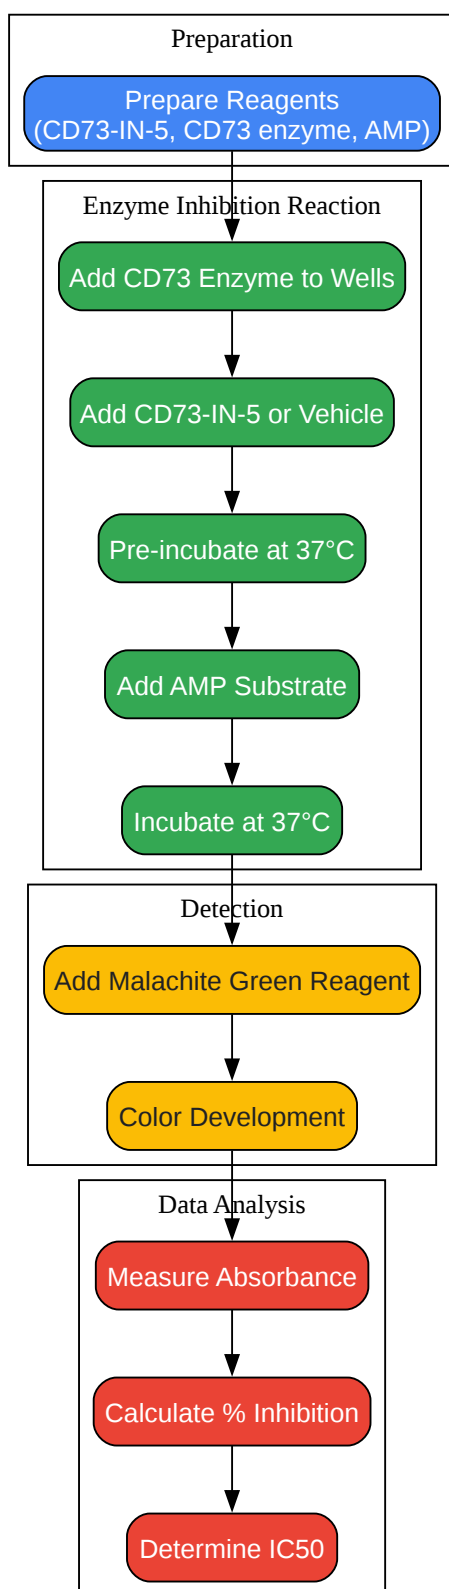 Preparation
Prepare Reagents
(CD73-IN-5, CD73 enzyme, AMP)
Enzyme Inhibition Reaction
Add CD73 Enzyme to Wells
Add CD73-IN-5 or Vehicle
Pre-incubate at 37°C
Add AMP Substrate
Incubate at 37°C
Detection
Add Malachite Green Reagent
Color Development
Data Analysis
Measure Absorbance
Calculate % Inhibition
Determine IC50